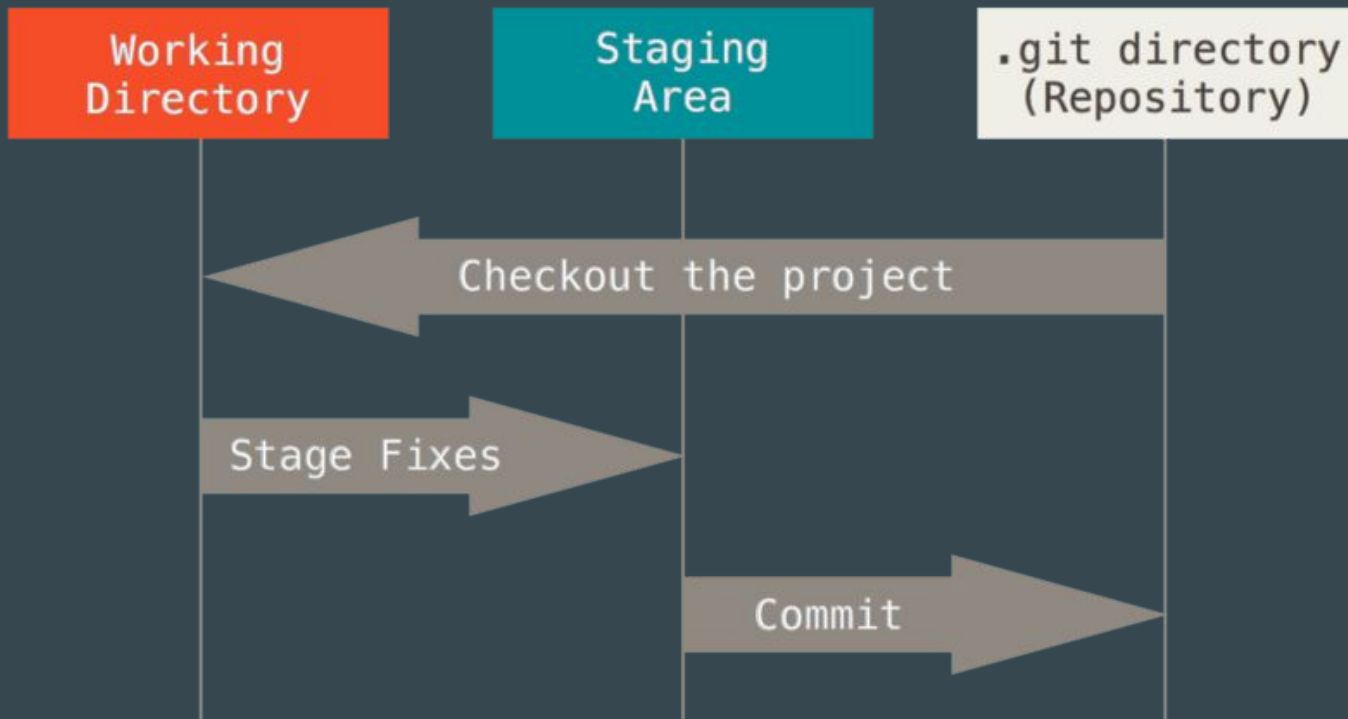 Working
Directory
Staging
Area
.git directory
(Repository)
Checkout the project
Stage Fixes
Commit